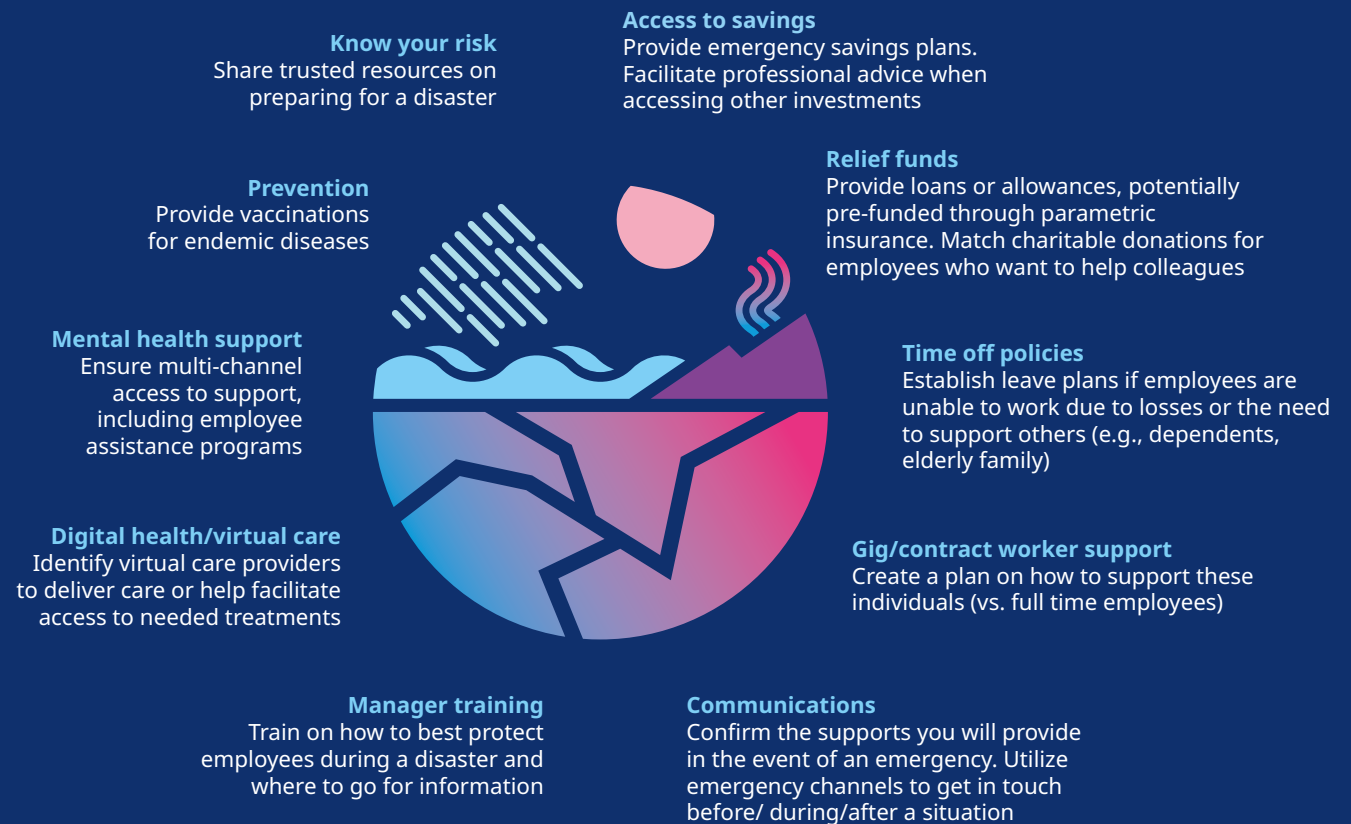 Know your risk
Share trusted resources on
preparing for a disaster
Access to savings
Provide emergency savings plans.
Facilitate professional advice when
accessing other investments
Prevention
Provide vaccinations
for endemic diseases
Relief funds
Provide loans or allowances, potentially
pre-funded through parametric
insurance. Match charitable donations for
employees who want to help colleagues
Mental health support
Ensure multi-channel
access to support,
including employee
assistance programs
Time off policies
Establish leave plans if employees are
unable to work due to losses or the need
to support others (e.g., dependents,
elderly family)
Digital health/virtual care
Identify virtual care providers
to deliver care or help facilitate
access to needed treatments
Gig/contract worker support
Create a plan on how to support these
individuals (vs. full time employees)
Manager training
Train on how to best protect
employees during a disaster and
where to go for information
Communications
Confirm the supports you will provide
in the event of an emergency. Utilize
emergency channels to get in touch
before/ during/after a situation